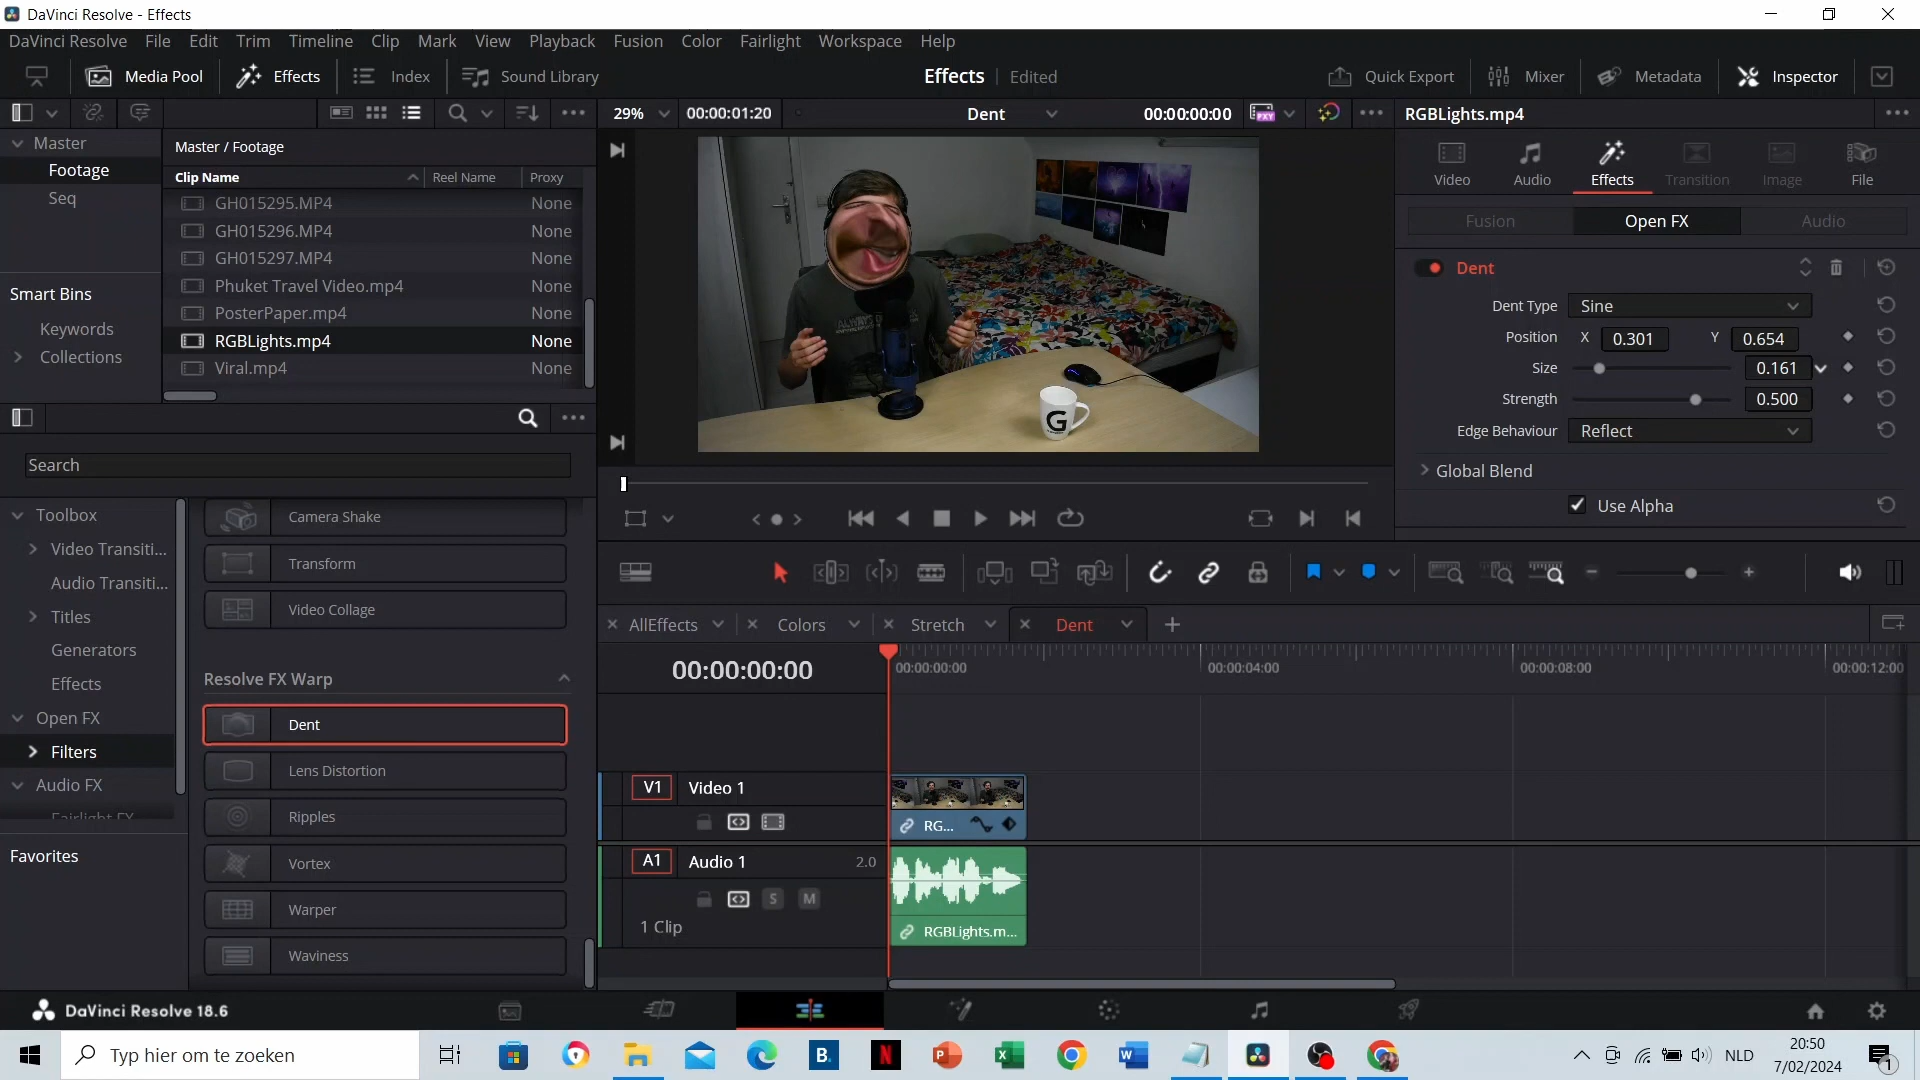 DaVinci Resolve - Effects
DaVinci Resolve File Edit Trim Timeline Clip Mark View Playback Fusion Color Fairlight Workspace Help
Media Pool Effects Index Sound Library
Effects Edited
Quick Export Mixer Metadata Inspector
29% 00:00:01:20 Dent 00:00:00:00 PXY
RGBLights.mp4
Master
Footage
Seq
Smart Bins
Keywords
Collections
Master / Footage
Clip Name Reel Name Proxy
GH015295.MP4 None
GH015296.MP4 None
GH015297.MP4 None
Phuket Travel Video.mp4 None
PosterPaper.mp4 None
RGBLights.mp4 None
Viral.mp4 None
G
Video Audio Effects Transition Image File
Fusion Open FX Audio
Dent
Dent Type Sine
Position X 0.301 Y 0.654
Size 0.161
Strength 0.500
Edge Behaviour Reflect
Global Blend
Use Alpha
Search
Toolbox
Video Transiti...
Audio Transiti...
Titles
Generators
Effects
Open FX
Filters
Audio FX
Fairlight FX
Favorites
Camera Shake
Transform
Video Collage
Resolve FX Warp
Dent
Lens Distortion
Ripples
Vortex
Warper
Waviness
AllEffects Colors Stretch Dent
00:00:00:00
00:00:00:00 00:00:04:00 00:00:08:00 00:00:12:00
V1 Video 1
RG...
A1 Audio 1 2.0
S M
1 Clip
RGBLights.m...
DaVinci Resolve 18.6
Typ hier om te zoeken
B.
N
P
X
W
NLD
20:50
7/02/2024
1